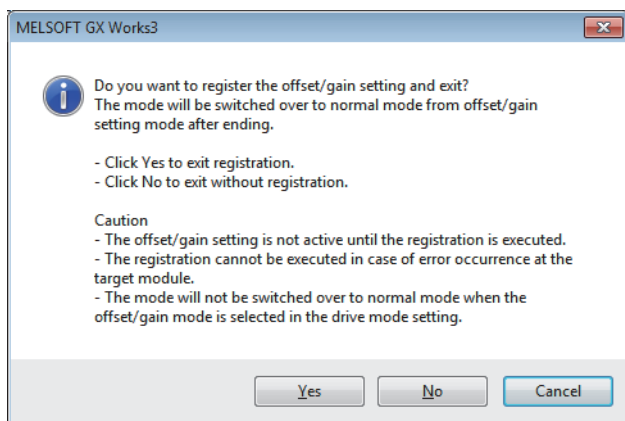 MELSOFT GX Works3
Do you want to register the offset/gain setting and exit?
The mode will be switched over to normal mode from offset/gain
setting mode after ending.
- Click Yes to exit registration.
- Click No to exit without registration.
Caution
- The offset/gain setting is not active until the registration is executed.
- The registration cannot be executed in case of error occurrence at the
target module.
- The mode will not be switched over to normal mode when the
offset/gain mode is selected in the drive mode setting.
Yes
No
Cancel